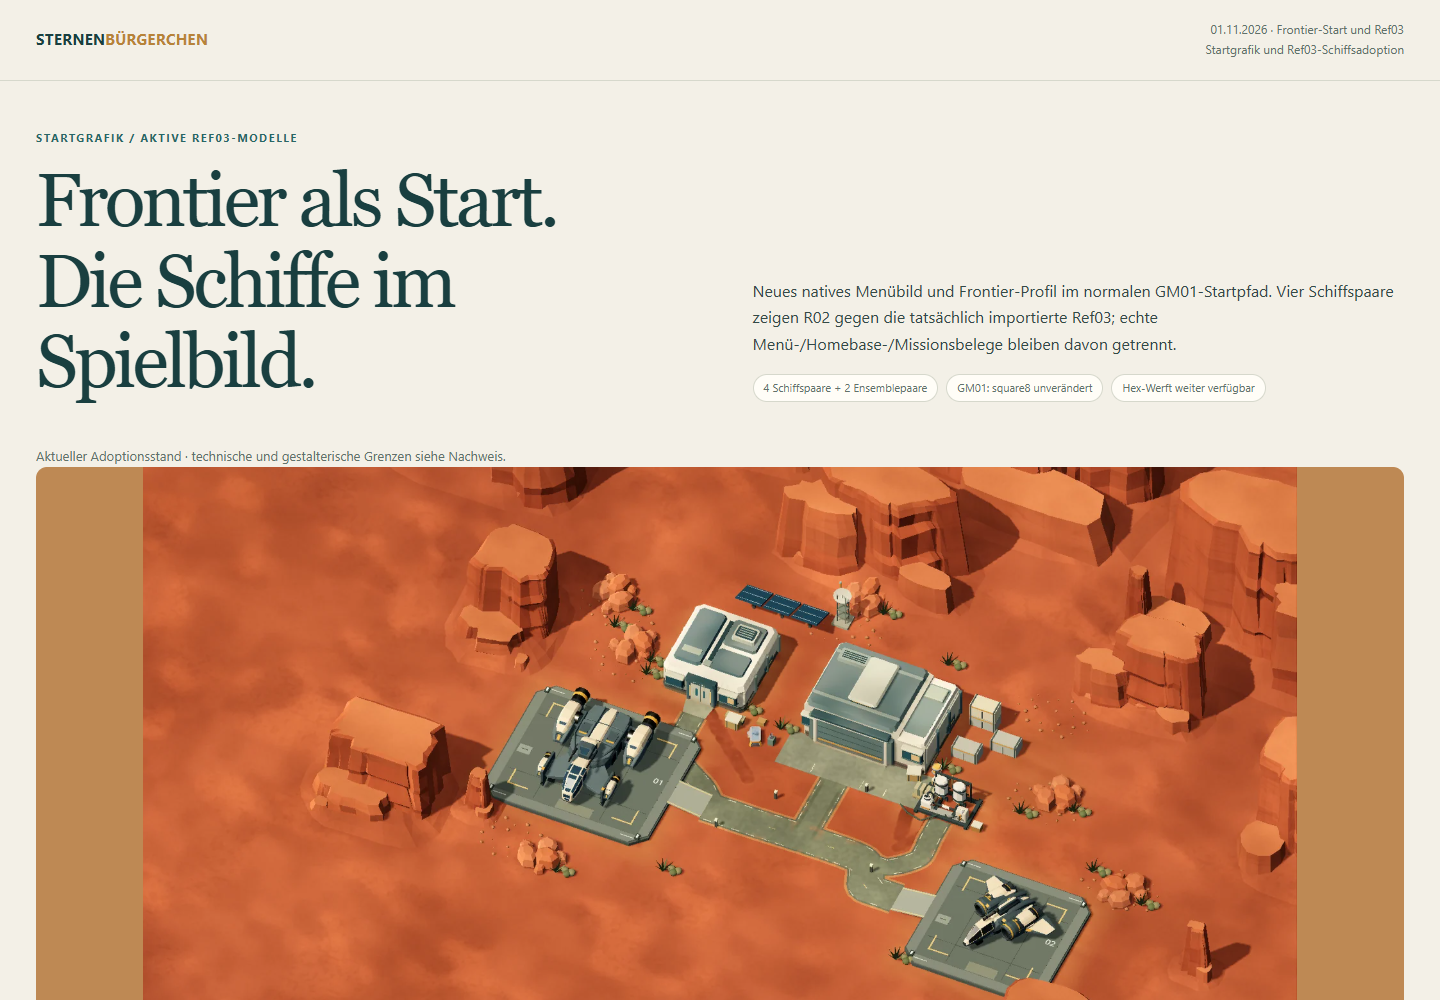 STERNENBÜRGERCHEN
01.11.2026 · Frontier-Start und Ref03
Startgrafik und Ref03-Schiffsadoption
STARTGRAFIK / AKTIVE REF03-MODELLE
Frontier als Start.
Die Schiffe im
Spielbild.
Neues natives Menübild und Frontier-Profil im normalen GM01-Startpfad. Vier Schiffspaare
zeigen R02 gegen die tatsächlich importierte Ref03; echte
Menü-/Homebase-/Missionsbelege bleiben davon getrennt.
4 Schiffspaare + 2 Ensemblepaare
GM01: square8 unverändert
Hex-Werft weiter verfügbar
Aktueller Adoptionsstand · technische und gestalterische Grenzen siehe Nachweis.
01
02